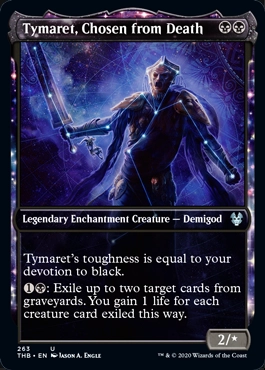 Tymaret, Chosen from Death
Legendary Enchantment Creature — Demigod
Tymaret's toughness is equal to your
devotion to black.
1: Exile up to two target cards from
graveyards. You gain 1 life for each
creature card exiled this way.
2/*
263 U
THB • EN Jason A. Engle
™ & © 2020 Wizards of the Coast